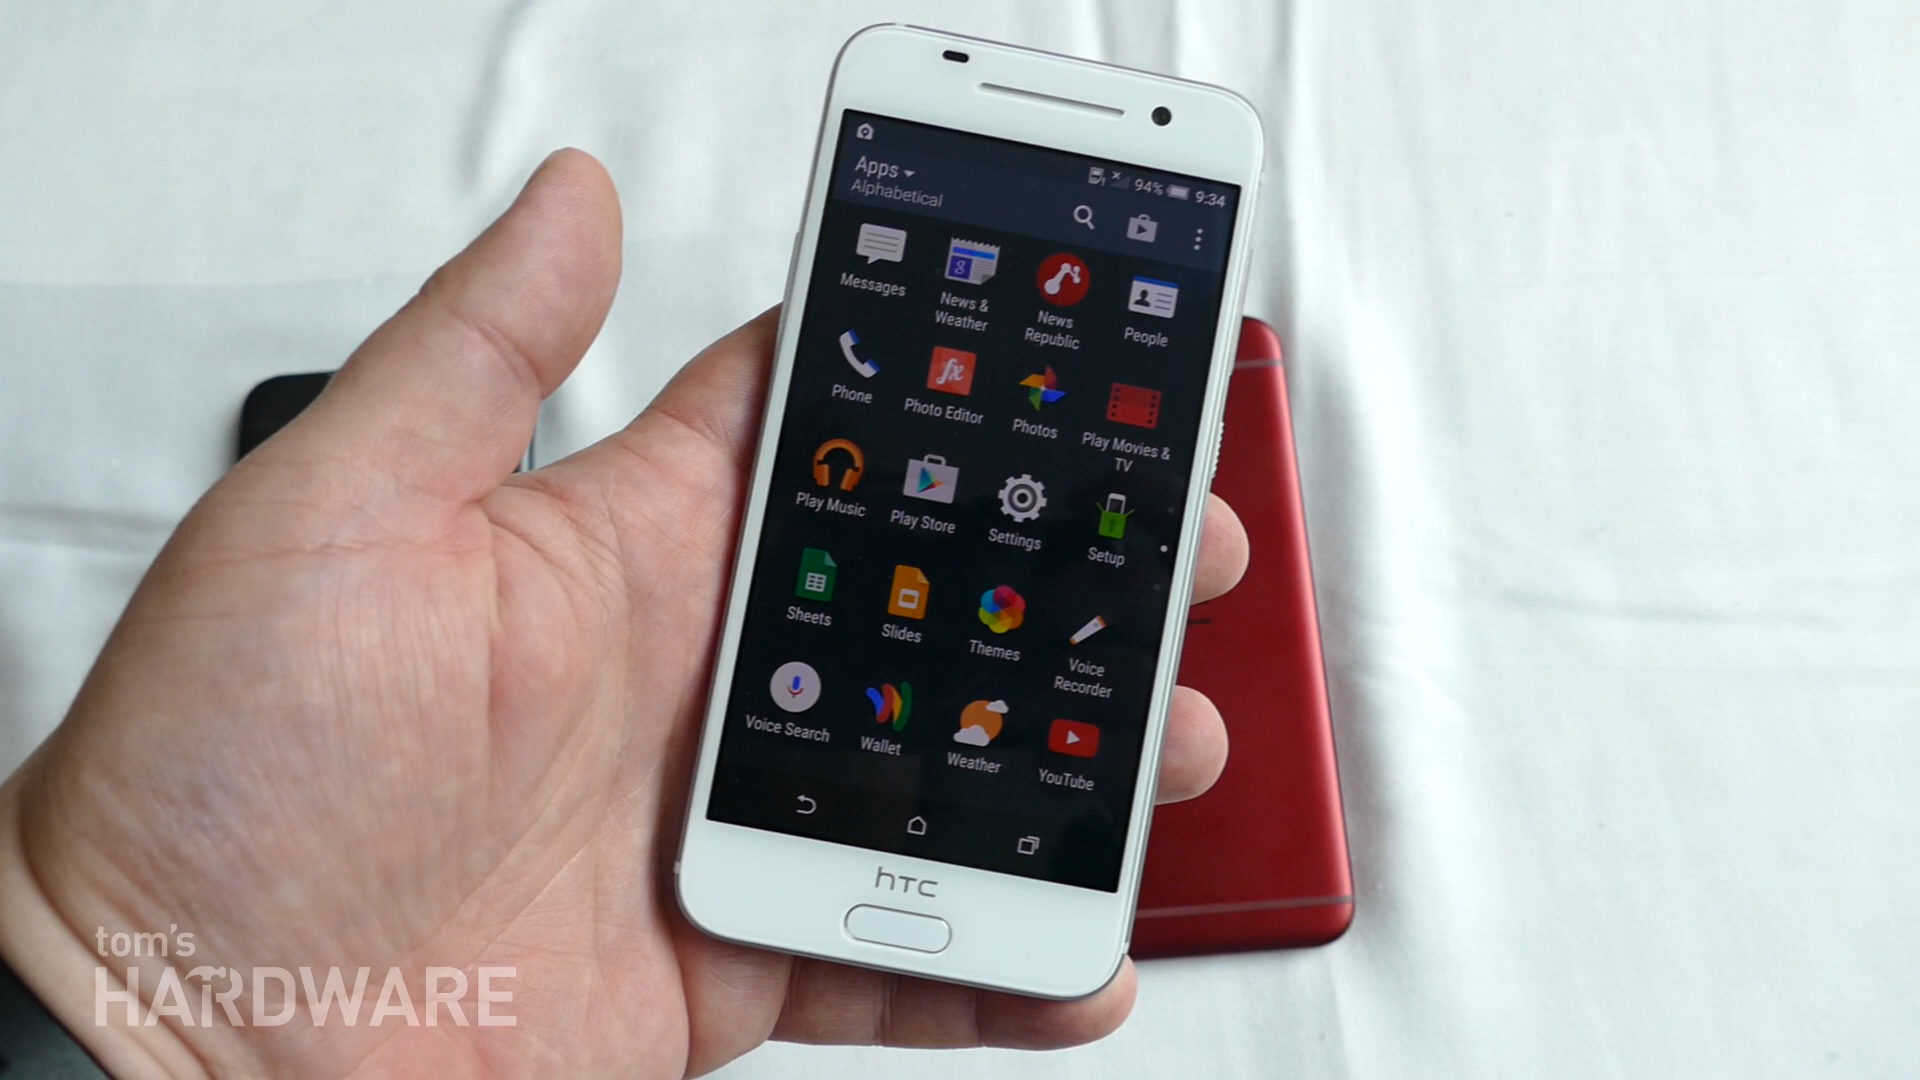 94% 9:34
Apps
Alphabetical
Messages
News &
Weather
News
Republic
People
Phone
fx
Photo Editor
Photos
Play Movies &
TV
Play Music
Play Store
Settings
Setup
Sheets
Slides
Themes
Voice
Recorder
Voice Search
Wallet
Weather
YouTube
hTC
tom's
HARDWARE